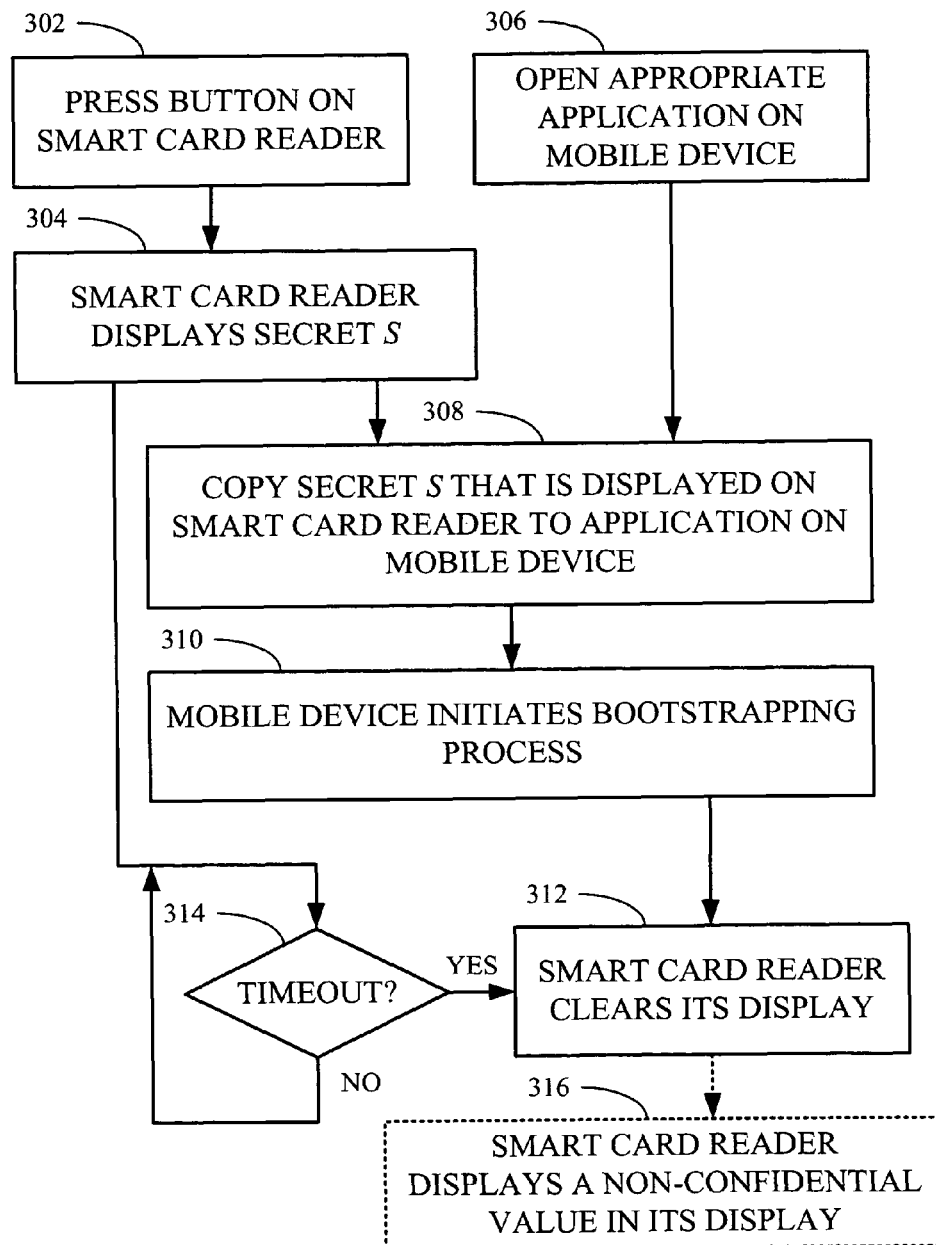 302
PRESS BUTTON ON
SMART CARD READER
306
OPEN APPROPRIATE
APPLICATION ON
MOBILE DEVICE
304
SMART CARD READER
DISPLAYS SECRET S
308
COPY SECRET S THAT IS DISPLAYED ON
SMART CARD READER TO APPLICATION ON
MOBILE DEVICE
310
MOBILE DEVICE INITIATES BOOTSTRAPPING
PROCESS
314
TIMEOUT?
YES
NO
312
SMART CARD READER
CLEARS ITS DISPLAY
316
SMART CARD READER
DISPLAYS A NON-CONFIDENTIAL
VALUE IN ITS DISPLAY